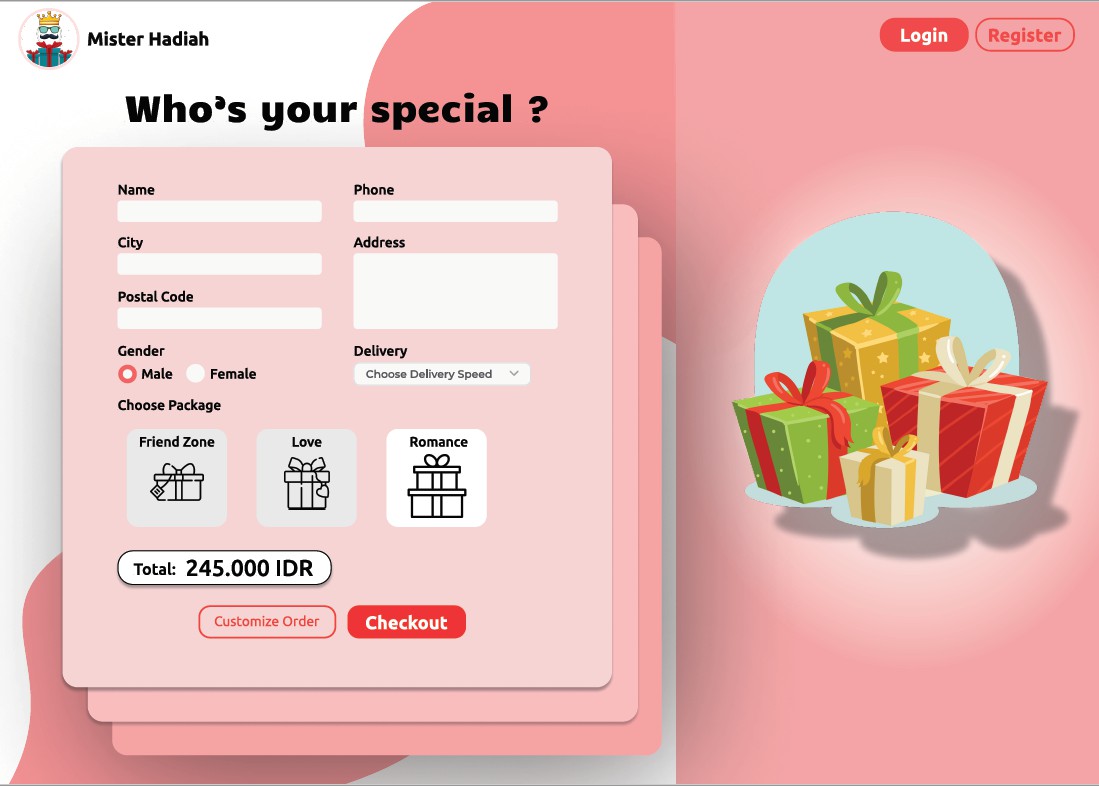 Mister Hadiah
Login
Register
Who's your special ?
Name
Phone
City
Address
Postal Code
Gender
Delivery
Male
Female
Choose Delivery Speed
Choose Package
Friend Zone
Love
Romance
Total: 245.000 IDR
Customize Order
Checkout